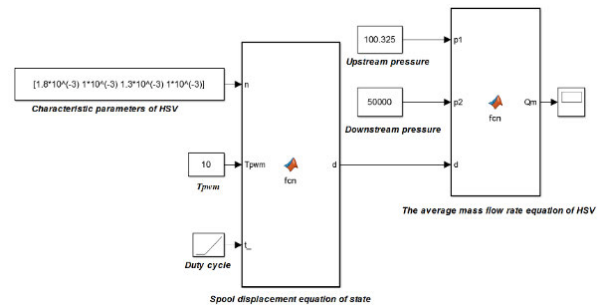 [1.8*10^(-3) 1*10^(-3) 1.3*10^(-3) 1*10^(-3)]
Characteristic parameters of HSV
10
Tpwm
Duty cycle
n
Tpwm
t_
fcn
d
Spool displacement equation of state
100.325
Upstream pressure
50000
Downstream pressure
p1
p2
d
fcn
Qm
The average mass flow rate equation of HSV